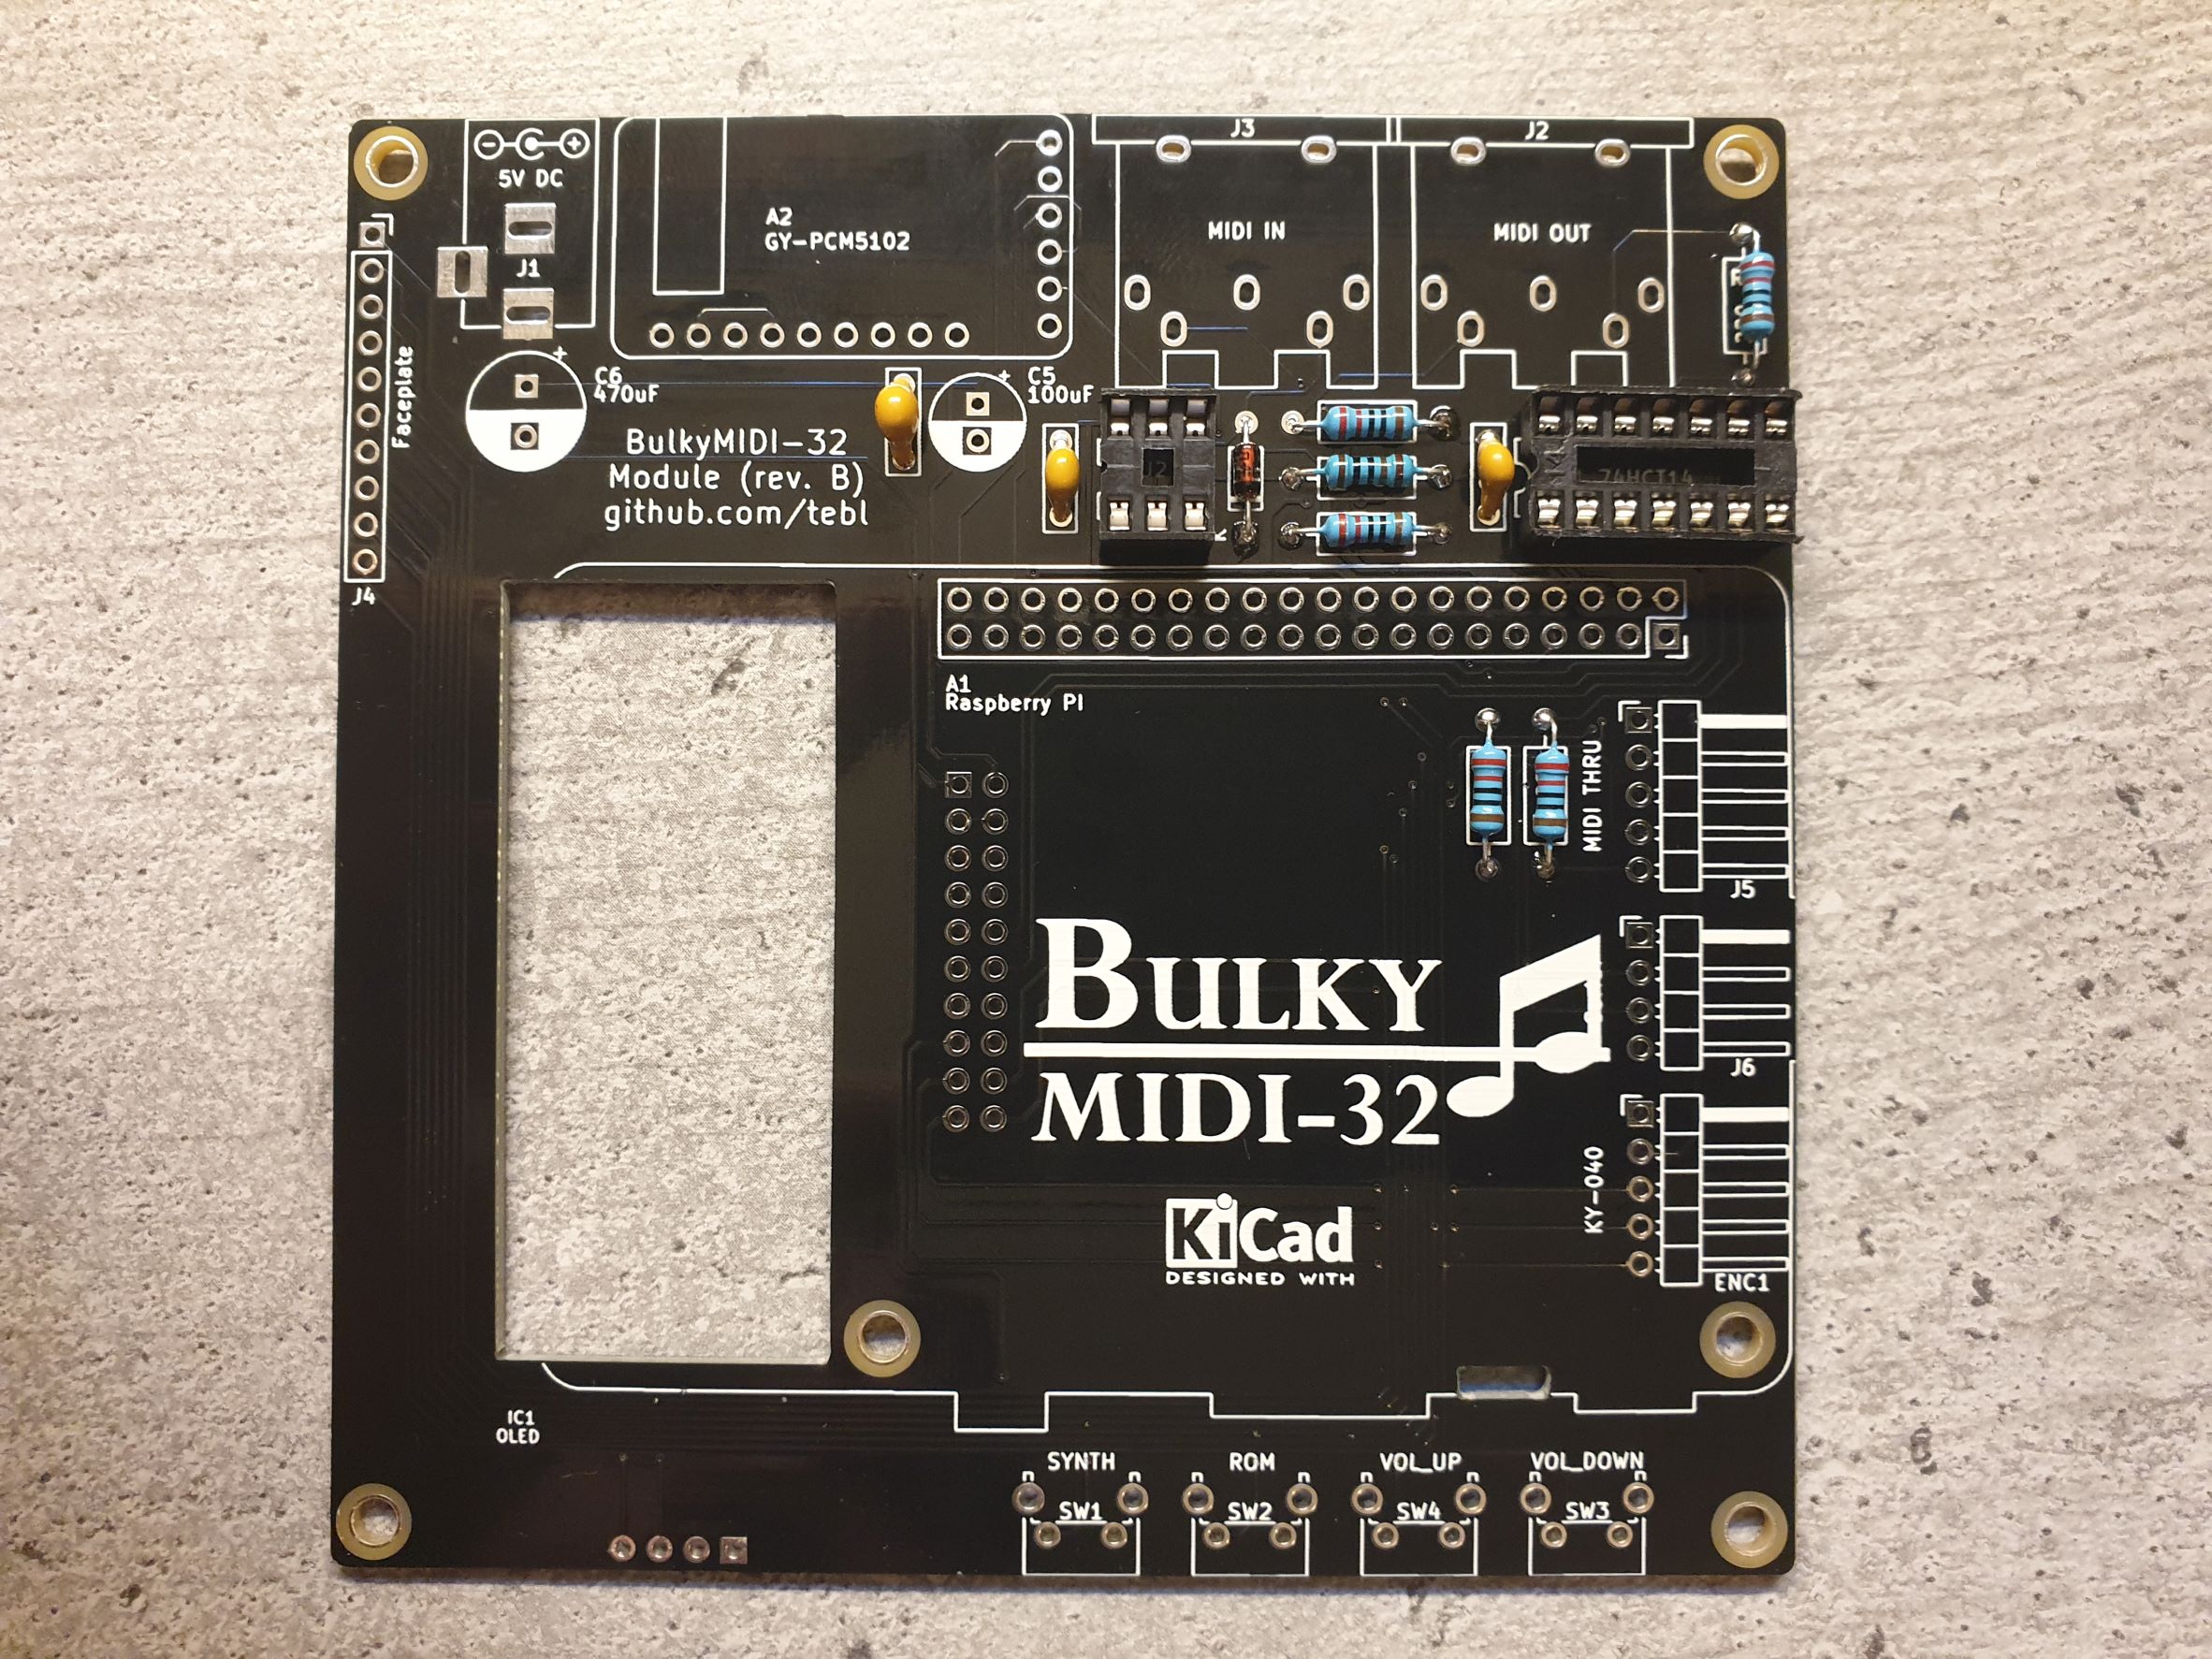 5V DC
J1
A2
GY-PCM5102
J3
MIDI IN
J2
MIDI OUT
C6
470uF
C5
100uF
Faceplate
J4
BulkyMIDI-32
Module (rev. B)
github.com/tebl
74HCT14
A1
Raspberry PI
MIDI THRU
J5
J6
KY-040
ENC1
BULKY
MIDI-32
KiCad
DESIGNED WITH
IC1
OLED
SYNTH
SW1
ROM
SW2
VOL_UP
SW4
VOL_DOWN
SW3